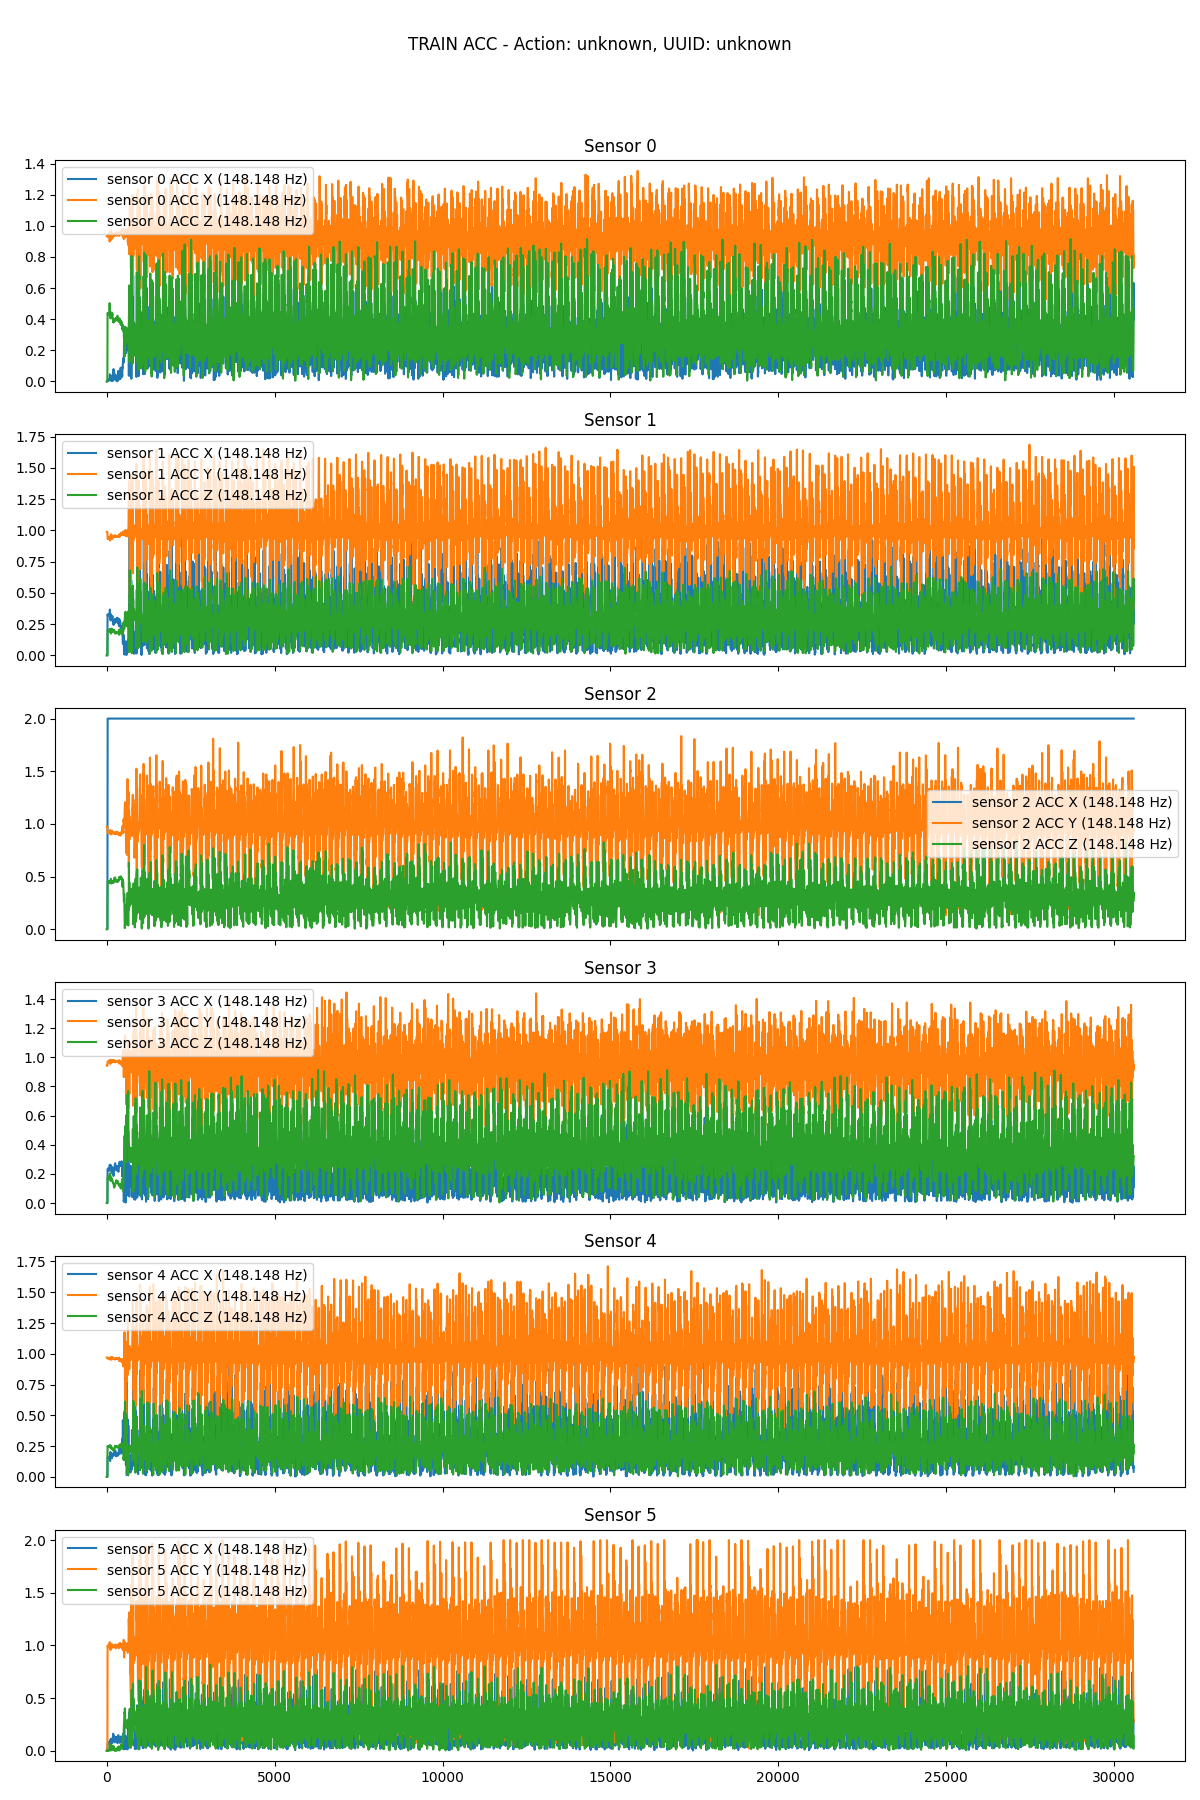 TRAIN ACC - Action: unknown, UUID: unknown
Sensor 0
1.4
1.2
1.0
0.8
0.6
0.4
0.2
0.0
sensor 0 ACC X (148.148 Hz)
sensor 0 ACC Y (148.148 Hz)
sensor 0 ACC Z (148.148 Hz)
Sensor 1
1.75
1.50
1.25
1.00
0.75
0.50
0.25
0.00
sensor 1 ACC X (148.148 Hz)
sensor 1 ACC Y (148.148 Hz)
sensor 1 ACC Z (148.148 Hz)
Sensor 2
2.0
1.5
1.0
0.5
0.0
sensor 2 ACC X (148.148 Hz)
sensor 2 ACC Y (148.148 Hz)
sensor 2 ACC Z (148.148 Hz)
Sensor 3
1.4
1.2
1.0
0.8
0.6
0.4
0.2
0.0
sensor 3 ACC X (148.148 Hz)
sensor 3 ACC Y (148.148 Hz)
sensor 3 ACC Z (148.148 Hz)
Sensor 4
1.75
1.50
1.25
1.00
0.75
0.50
0.25
0.00
sensor 4 ACC X (148.148 Hz)
sensor 4 ACC Y (148.148 Hz)
sensor 4 ACC Z (148.148 Hz)
Sensor 5
2.0
1.5
1.0
0.5
0.0
sensor 5 ACC X (148.148 Hz)
sensor 5 ACC Y (148.148 Hz)
sensor 5 ACC Z (148.148 Hz)
0 5000 10000 15000 20000 25000 30000